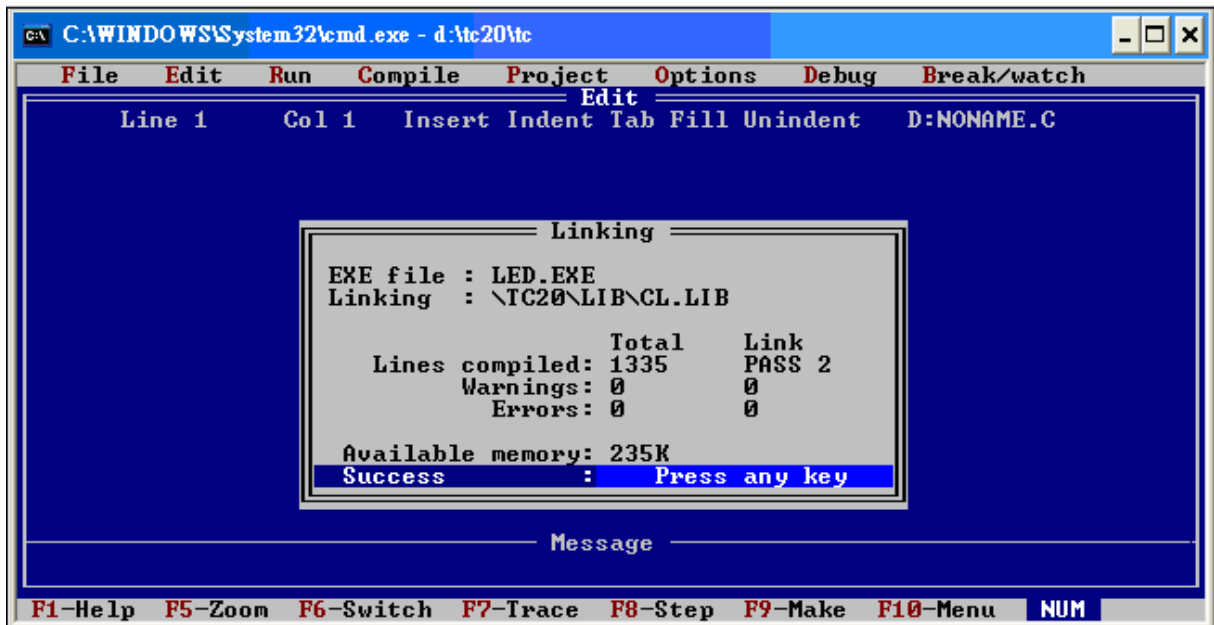 C:\WINDOWS\System32\cmd.exe - d:\tc20\tc
File Edit Run Compile Project Options Debug Break/watch
Edit
Line 1 Col 1 Insert Indent Tab Fill Unindent D:NONAME.C
Linking
EXE file : LED.EXE
Linking : \TC20\LIB\CL.LIB
Total Link
Lines compiled: 1335 PASS 2
Warnings: 0 0
Errors: 0 0
Available memory: 235K
Success : Press any key
Message
F1-Help F5-Zoom F6-Switch F7-Trace F8-Step F9-Make F10-Menu NUM